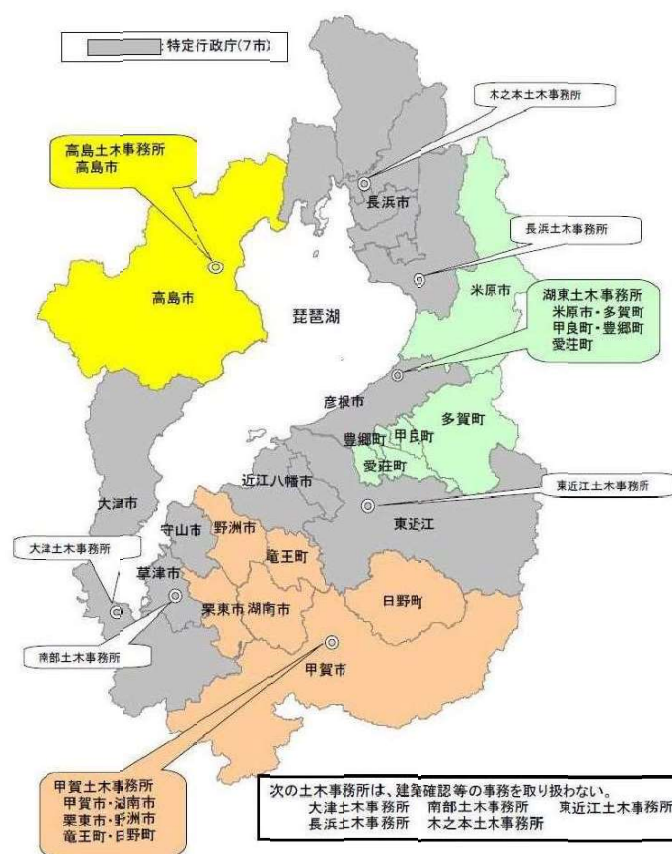 特定行政庁(7市)
木之本土木事務所
高島土木事務所
高島市
長浜市
長浜土木事務所
米原市
高島市
琵琶湖
湖東土木事務所
米原市・多賀町
甲良町・豊郷町
愛荘町
彦根市
多賀町
豊郷町
甲良町
愛荘町
近江八幡市
東近江土木事務所
大津市
東近江
野洲市
守山市
竜王町
大津土木事務所
草津市
日野町
栗東市
湖南市
南部土木事務所
甲賀市
甲賀土木事務所
甲賀市・湖南市
栗東市・野洲市
竜王町・日野町
次の土木事務所は、建築確認等の事務を取り扱わない。
大津土木事務所 南部土木事務所 東近江土木事務所
長浜土木事務所 木之本土木事務所